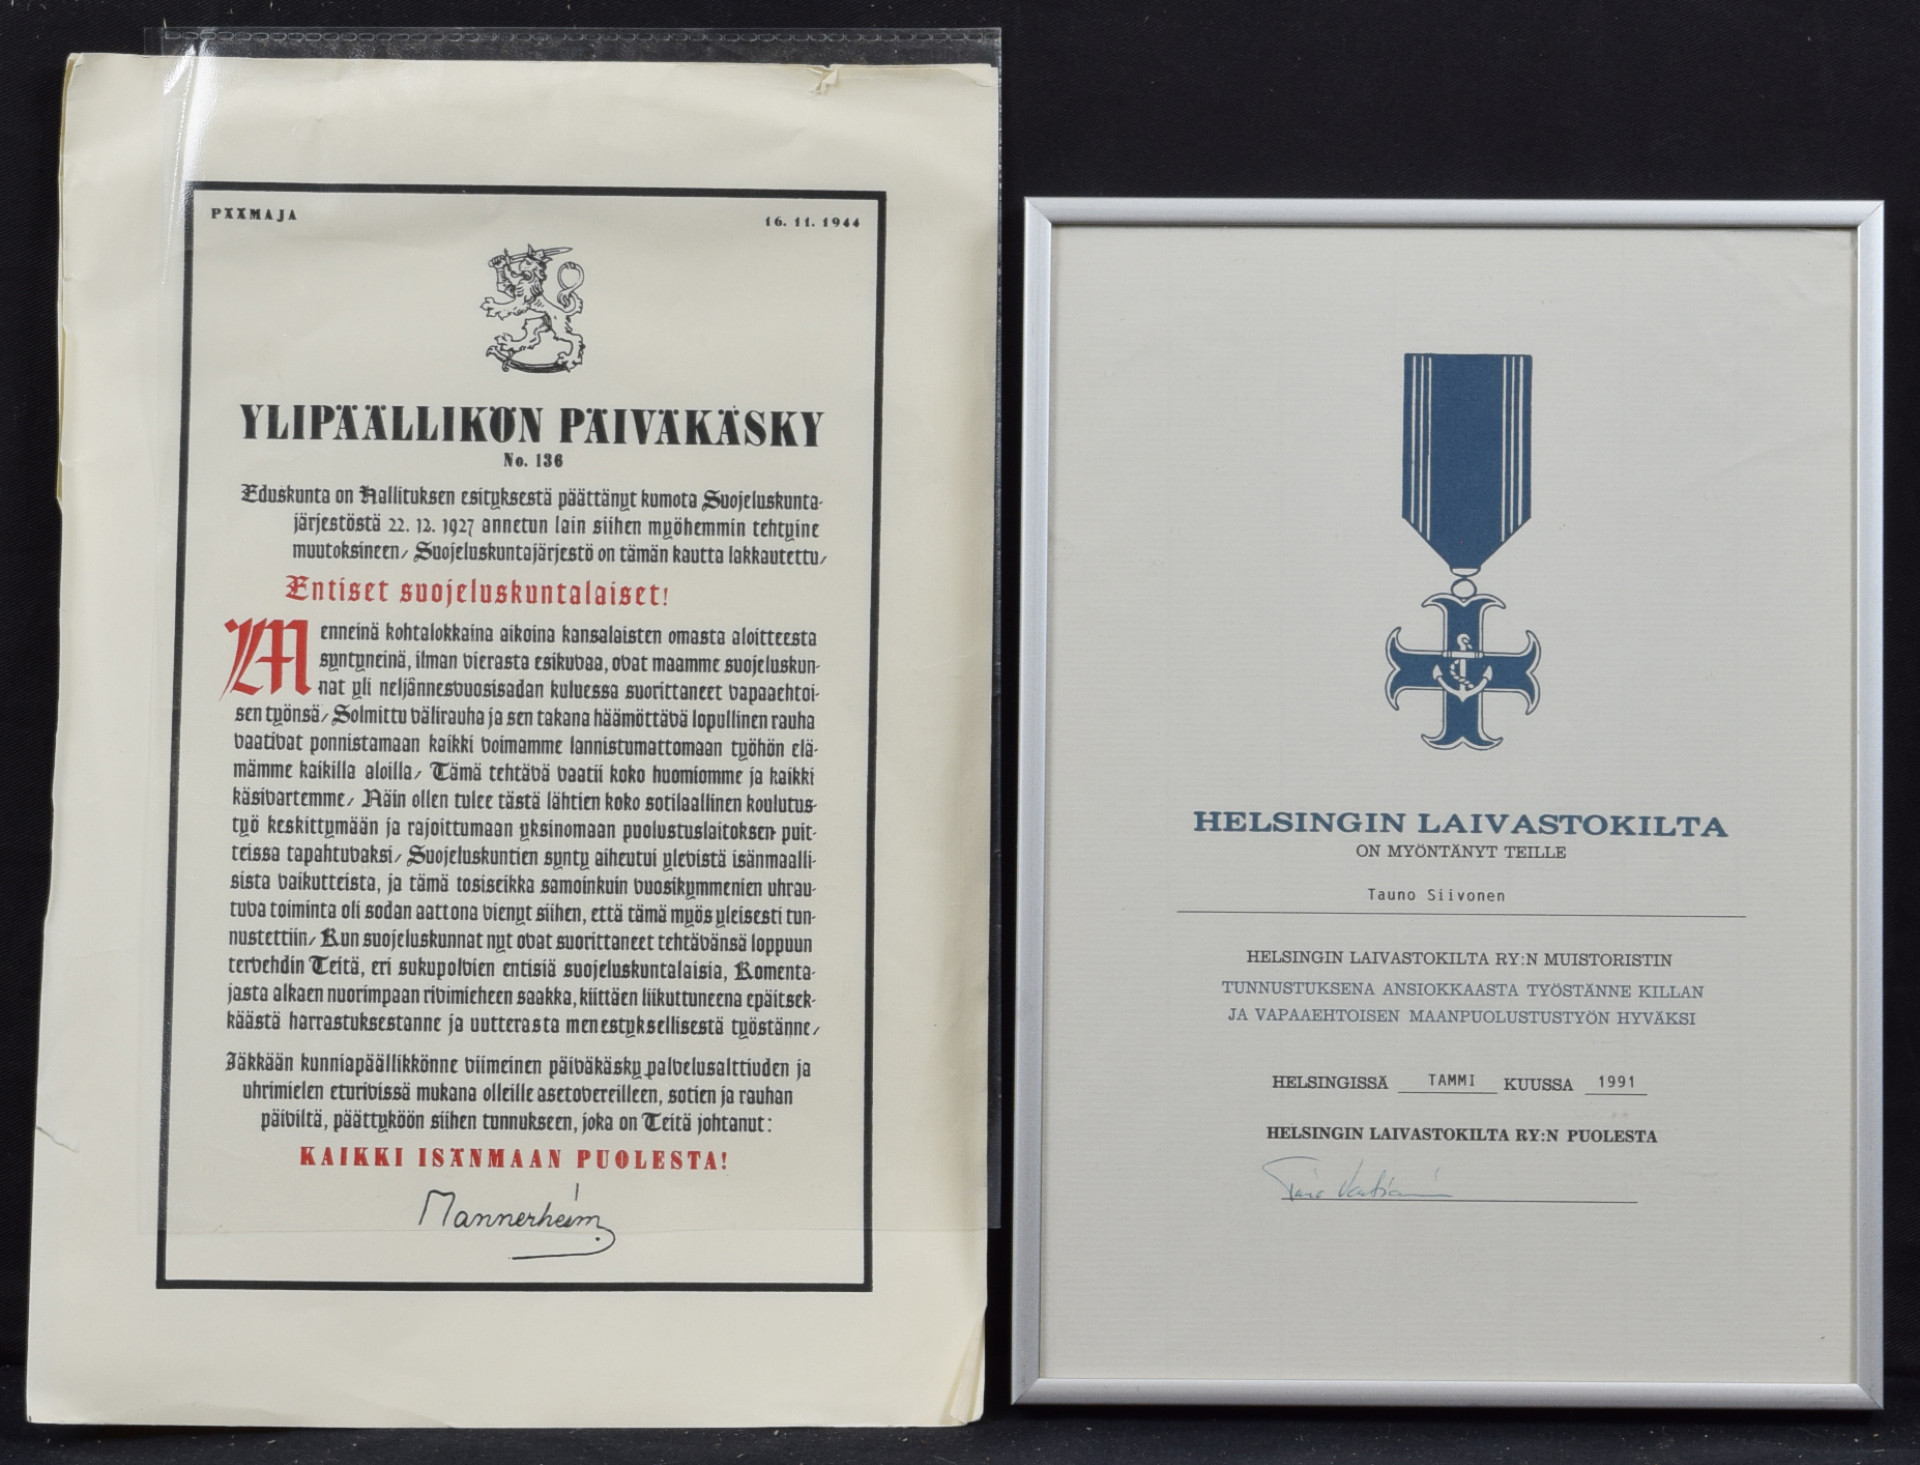 PÄÄMAJA
16. 11. 1944
YLIPÄÄLLIKÖN PÄIVÄKÄSKY
No. 136
Eduskunta on Hallituksen esityksestä päättänyt kumota Suojeluskunta-
järjestöstä 22. 12. 1927 annetun lain siihen myöhemmin tehtyine
muutoksineen, Suojeluskuntajärjestö on tämän kautta lakkautettu,
Entiset suojeluskuntalaiset!
Menneinä kohtalokkaina aikoina kansalaisten omasta aloitteesta
syntyneinä, ilman vierasta esikuvaa, ovat maamme suojeluskun-
nat yli neljännesvuosisadan kuluessa suorittaneet vapaaehtoi-
sen työnsä, Solmittu välirauha ja sen takana häämöttävä lopullinen rauha
vaativat ponnistamaan kaikki voimamme lannistumattomaan työhön elä-
mämme kaikilla aloilla, Tämä tehtävä vaatii koko huomiomme ja kaikki
käsivartemme, Näin ollen tulee tästä lähtien koko sotilaallinen koulutus-
työ keskittymään ja rajoittumaan yksinomaan puolustuslaitoksen puit-
teissa tapahtuvaksi, Suojeluskuntien synty aiheutui ylevistä isänmaalli-
sista vaikutteista, ja tämä tosiseikka samoinkuin vuosikymmenien uhrau-
tuva toiminta oli sodan aattona vienyt siihen, että tämä myös yleisesti tun-
nustettiin, Kun suojeluskunnat nyt ovat suorittaneet tehtävänsä loppuun
tervehdin Teitä, eri sukupolvien entisiä suojeluskuntalaisia, Komenta-
jasta alkaen nuorimpaan rivimieheen saakka, kiittäen liikuttuneena epäitsek-
käästä harrastuksestanne ja uutterasta menestyksellisestä työstänne,
Jäkkään kunniapäällikkönne viimeinen päiväkäsky palvelusalttiuden ja
uhrimielen eturivissä mukana olleille asetovereilleen, sotien ja rauhan
päiviltä, päättyköön siihen tunnukseen, joka on Teitä johtanut:
KAIKKI ISÄNMAAN PUOLESTA!
Mannerheim
HELSINGIN LAIVASTOKILTA
ON MYÖNTÄNYT TEILLE
Tauno Siivonen
HELSINGIN LAIVASTOKILTA RY:N MUISTORISTIN
TUNNUSTUKSENA ANSIOKKAASTA TYÖSTÄNNE KILLAN
JA VAPAAEHTOISEN MAANPUOLUSTUSTYÖN HYVÄKSI
HELSINGISSÄ TAMMI KUUSSA 1991
HELSINGIN LAIVASTOKILTA RY:N PUOLESTA